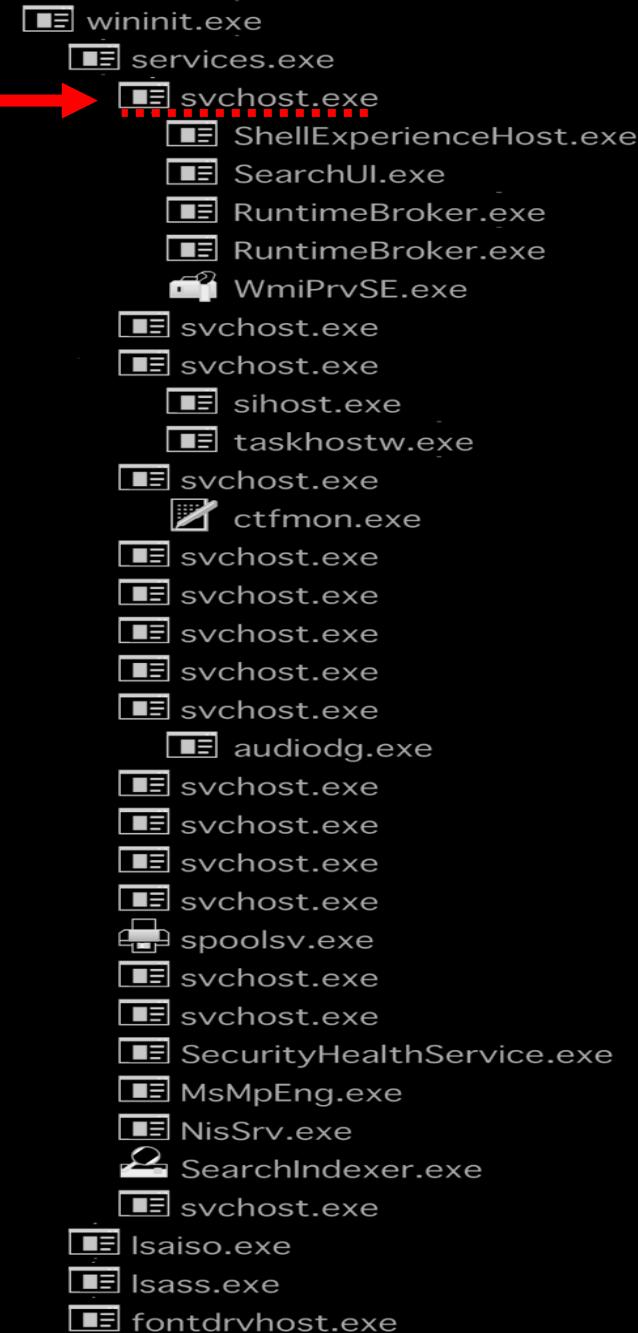 wininit.exe
services.exe
svchost.exe
ShellExperienceHost.exe
SearchUI.exe
RuntimeBroker.exe
RuntimeBroker.exe
WmiPrvSE.exe
svchost.exe
svchost.exe
sihost.exe
taskhostw.exe
svchost.exe
ctfmon.exe
svchost.exe
svchost.exe
svchost.exe
svchost.exe
svchost.exe
audiodg.exe
svchost.exe
svchost.exe
svchost.exe
svchost.exe
spoolsv.exe
svchost.exe
svchost.exe
SecurityHealthService.exe
MsMpEng.exe
NisSrv.exe
SearchIndexer.exe
svchost.exe
lsaiso.exe
lsass.exe
fontdrvhost.exe